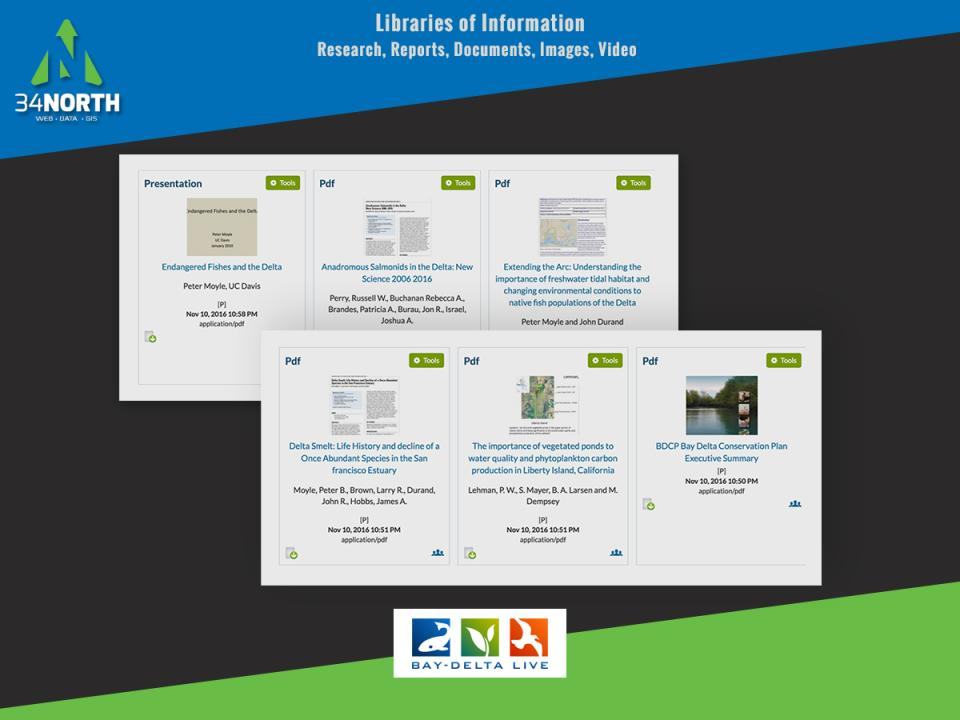 Libraries of Information
Research, Reports, Documents, Images, Video
34NORTH
WEB • DATA • GIS
Presentation
Tools
Endangered Fishes and the Delta
Peter Moyle
UC Davis
January 2010
Endangered Fishes and the Delta
Peter Moyle, UC Davis
[P]
Nov 10, 2016 10:58 PM
application/pdf
Pdf
Tools
Anadromous Salmonids in the Delta: New
Science 2006 2016
Perry, Russell W., Buchanan Rebecca A.,
Brandes, Patricia A., Burau, Jon R., Israel,
Joshua A.
Pdf
Tools
Extending the Arc: Understanding the
importance of freshwater tidal habitat and
changing environmental conditions to
native fish populations of the Delta
Peter Moyle and John Durand
Pdf
Tools
Delta Smelt: Life History and decline of a
Once Abundant Species in the San
francisco Estuary
Moyle, Peter B., Brown, Larry R., Durand,
John R., Hobbs, James A.
[P]
Nov 10, 2016 10:51 PM
application/pdf
Pdf
Tools
The importance of vegetated ponds to
water quality and phytoplankton carbon
production in Liberty Island, California
Lehman, P. W., S. Mayer, B. A. Larsen and M.
Dempsey
[P]
Nov 10, 2016 10:51 PM
application/pdf
Pdf
Tools
BDCP Bay Delta Conservation Plan
Executive Summary
[P]
Nov 10, 2016 10:50 PM
application/pdf
BAY-DELTA LIVE